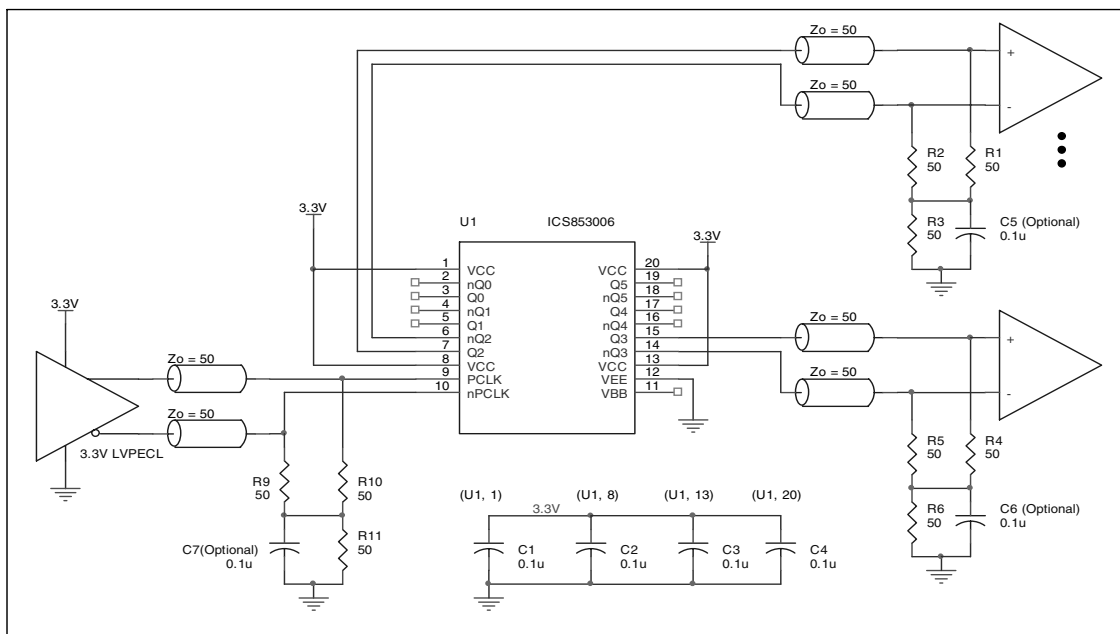 Zo = 50
+
Zo = 50
-
R2
50
R1
50
R3
50
C5 (Optional)
0.1u
3.3V
U1
ICS853006
3.3V
1
VCC
2
nQ0
3
Q0
4
nQ1
5
Q1
6
nQ2
7
Q2
8
VCC
9
PCLK
10
nPCLK
VCC
20
Q5
19
nQ5
18
Q4
17
nQ4
16
Q3
15
nQ3
14
VCC
13
VEE
12
VBB
11
3.3V
Zo = 50
Zo = 50
3.3V LVPECL
Zo = 50
+
Zo = 50
-
R9
50
R10
50
C7(Optional)
0.1u
R11
50
(U1, 1)
(U1, 8)
(U1, 13)
(U1, 20)
3.3V
C1
0.1u
C2
0.1u
C3
0.1u
C4
0.1u
R5
50
R4
50
R6
50
C6 (Optional)
0.1u